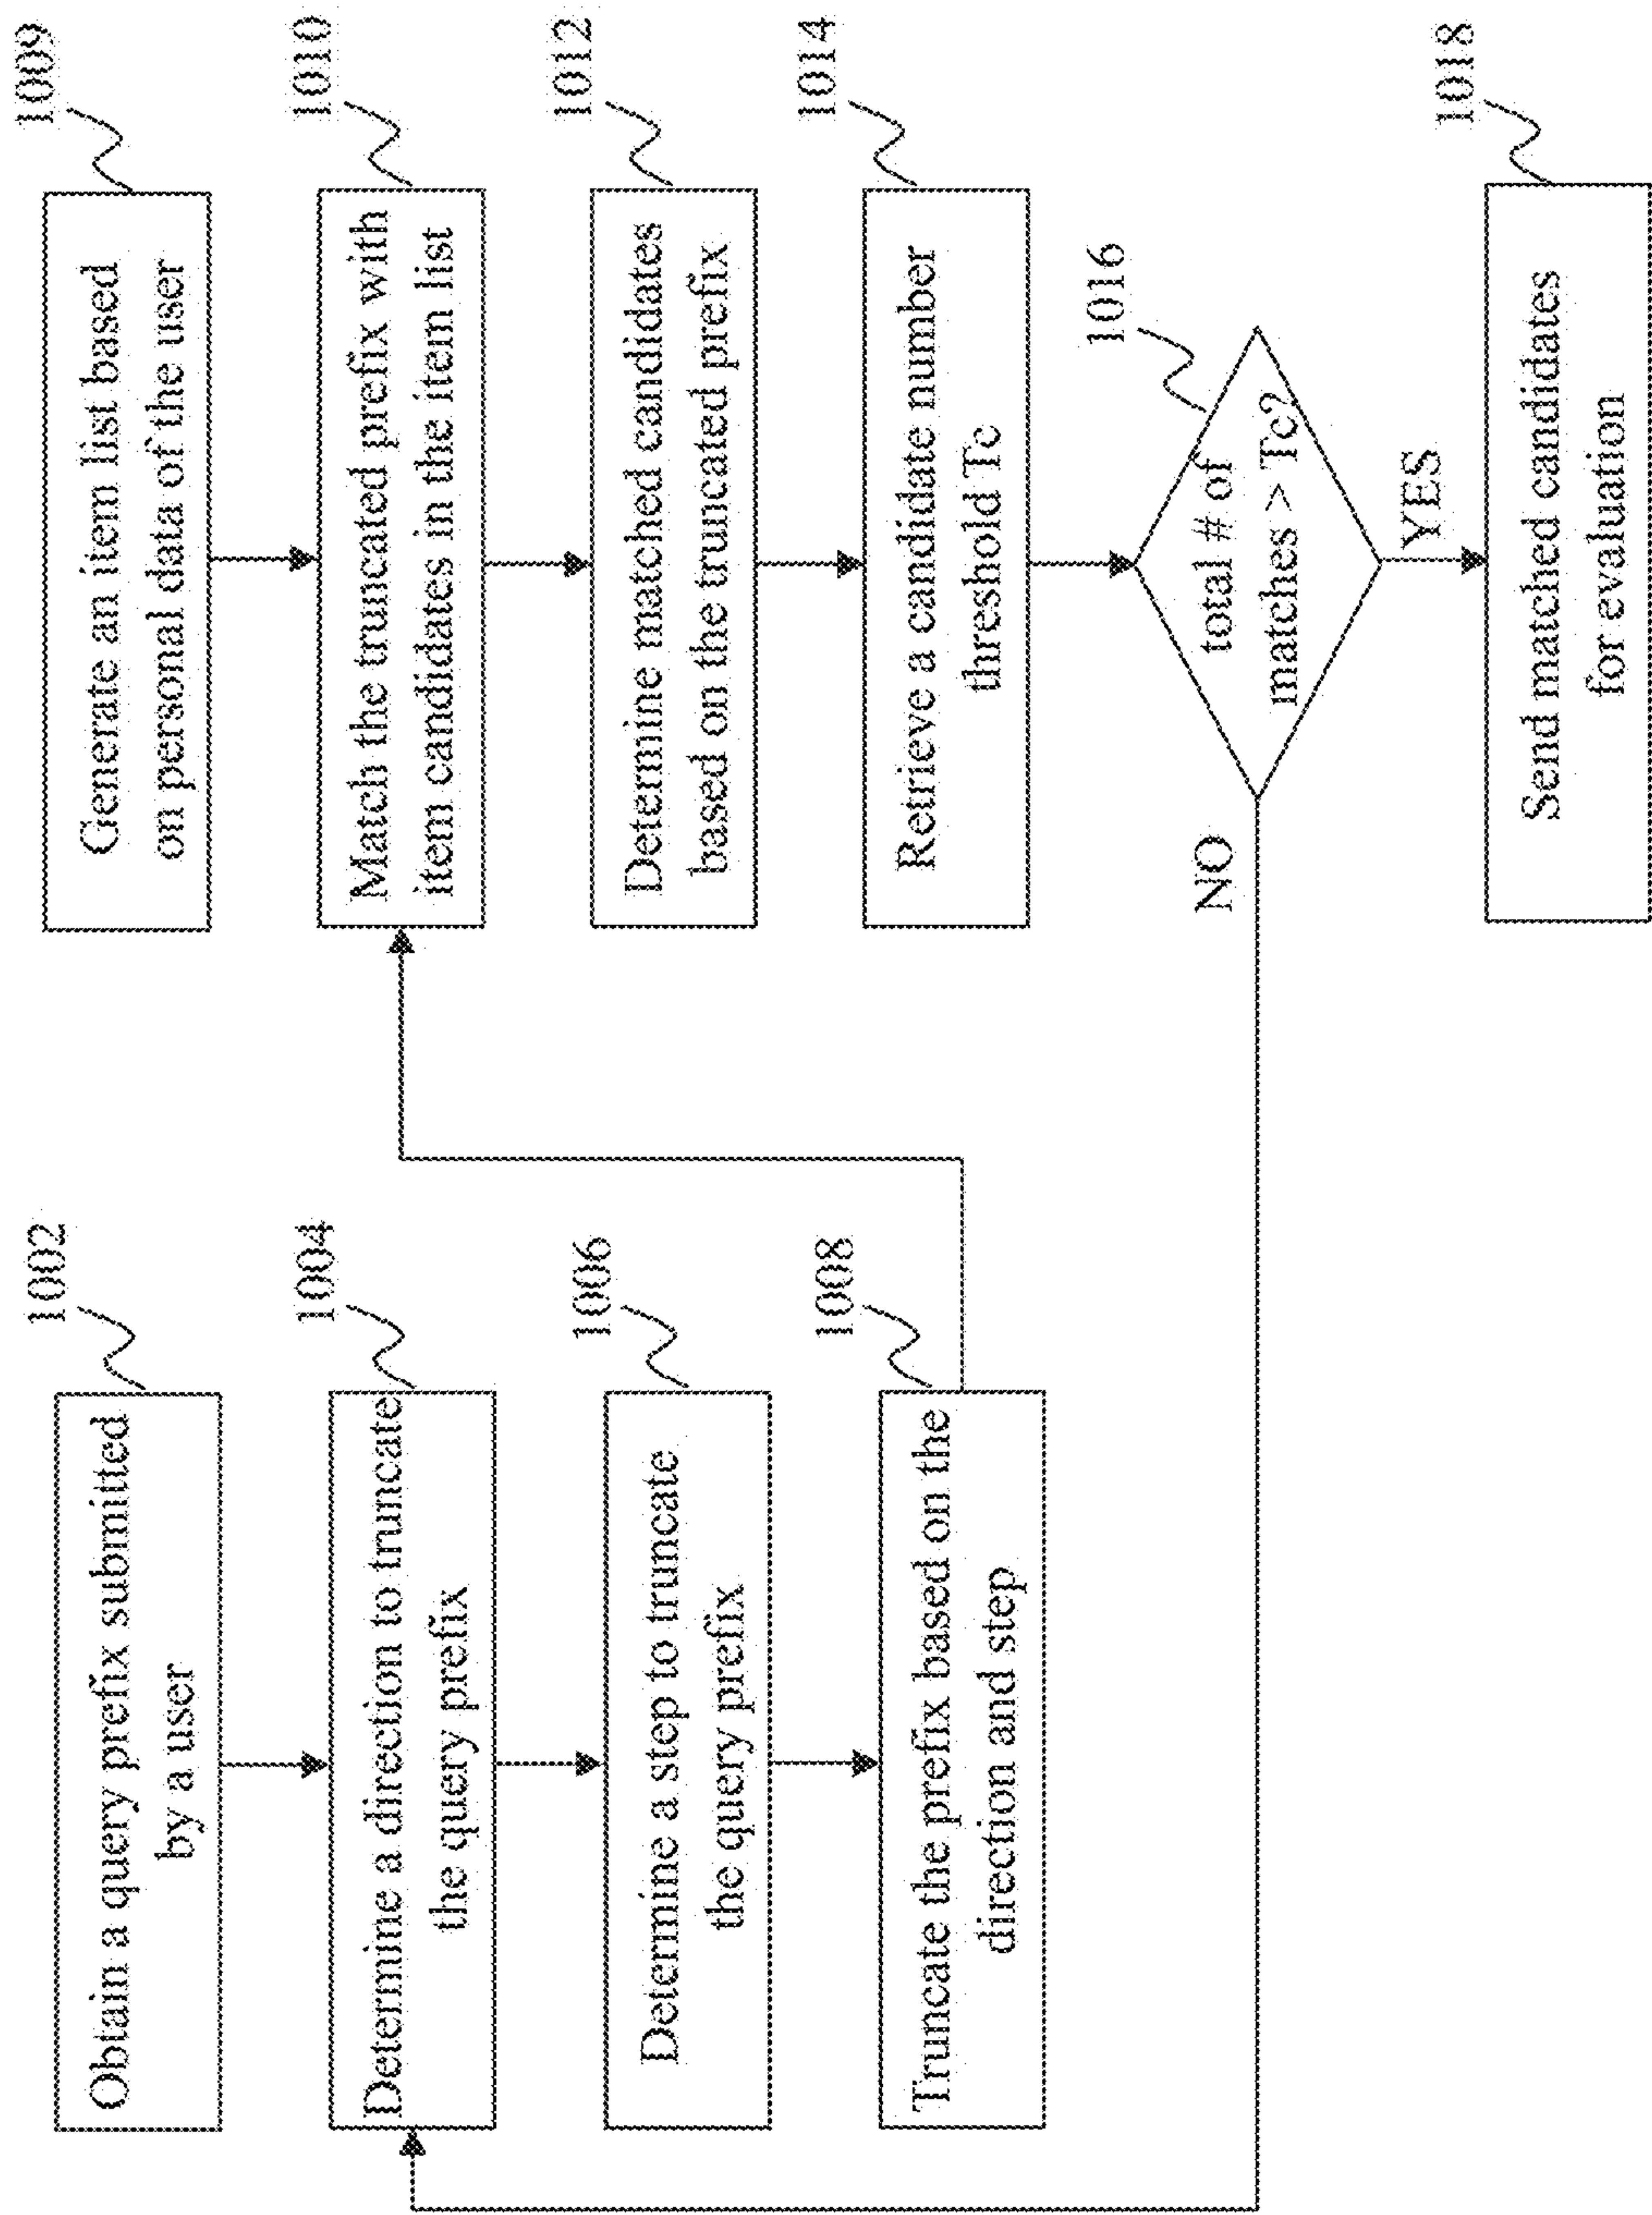 1002
Obtain a query prefix submitted
by a user
1004
Determine a direction to truncate
the query prefix
1006
Determine a step to truncate
the query prefix
1008
Truncate the prefix based on the
direction and step
1009
Generate an item list based
on personal data of the user
1010
Match the truncated prefix with
item candidates in the item list
1012
Determine matched candidates
based on the truncated prefix
1014
Retrieve a candidate number
threshold Tc
1016
total # of
matches > Tc?
NO
YES
1018
Send matched candidates
for evaluation